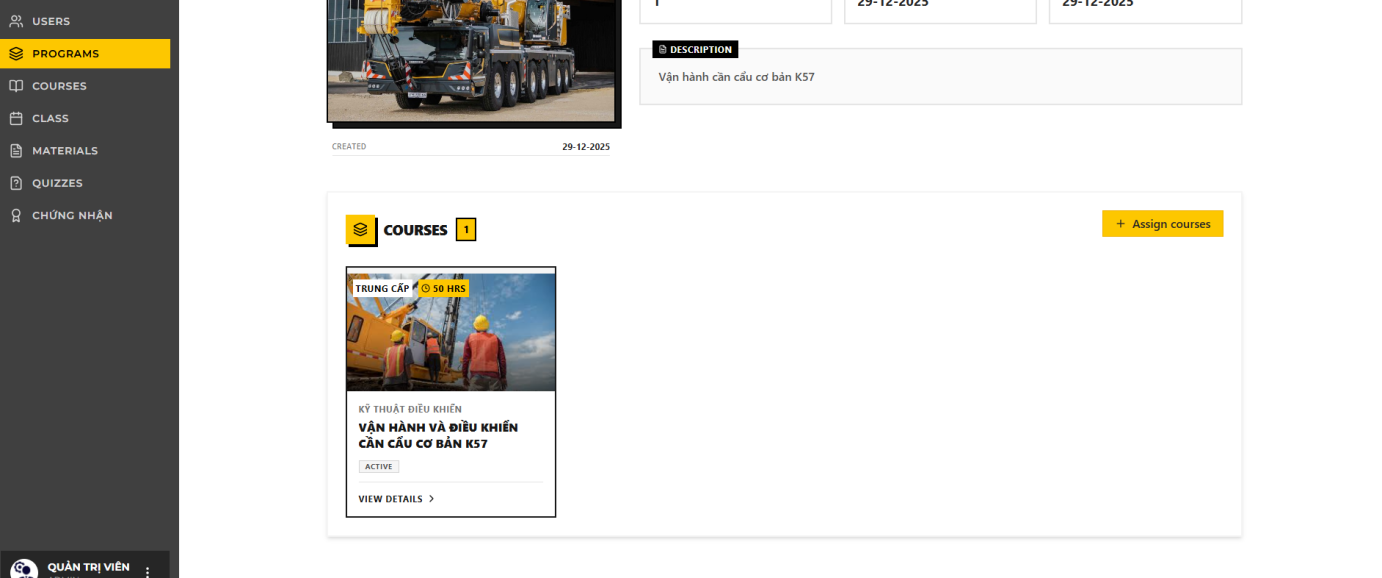 USERS
PROGRAMS
COURSES
CLASS
MATERIALS
QUIZZES
CHỨNG NHẬN
QUẢN TRỊ VIÊN
1
29-12-2025
29-12-2025
DESCRIPTION
Vận hành cần cẩu cơ bản K57
CREATED
29-12-2025
COURSES 1
+ Assign courses
TRUNG CẤP
50 HRS
KỸ THUẬT ĐIỀU KHIỂN
VẬN HÀNH VÀ ĐIỀU KHIỂN
CẦN CẨU CƠ BẢN K57
ACTIVE
VIEW DETAILS